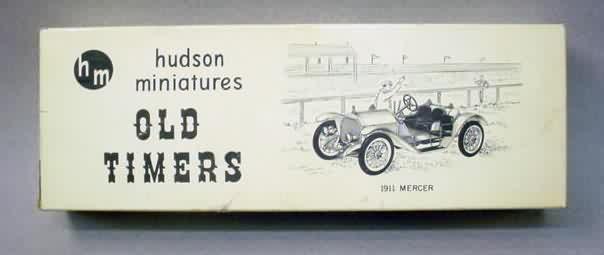 hm
hudson
miniatures
OLD
TIMERS
1911 MERCER